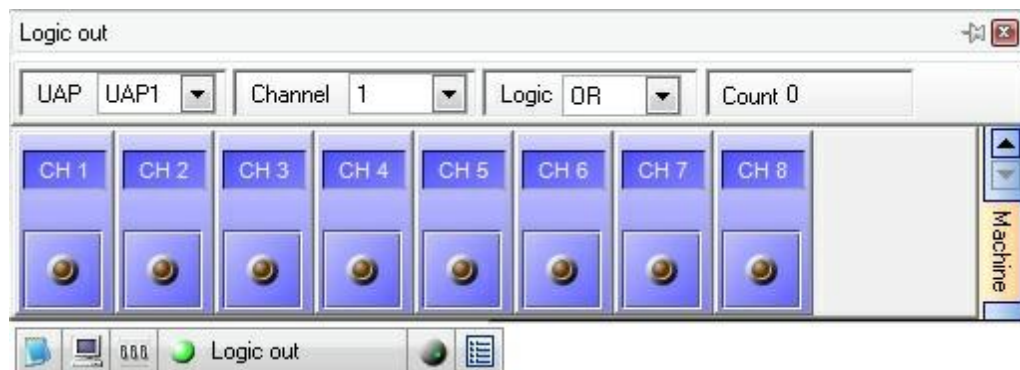 Logic out
UAP UAP1 Channel 1 Logic OR Count 0
CH 1 CH 2 CH 3 CH 4 CH 5 CH 6 CH 7 CH 8
Machine
Logic out